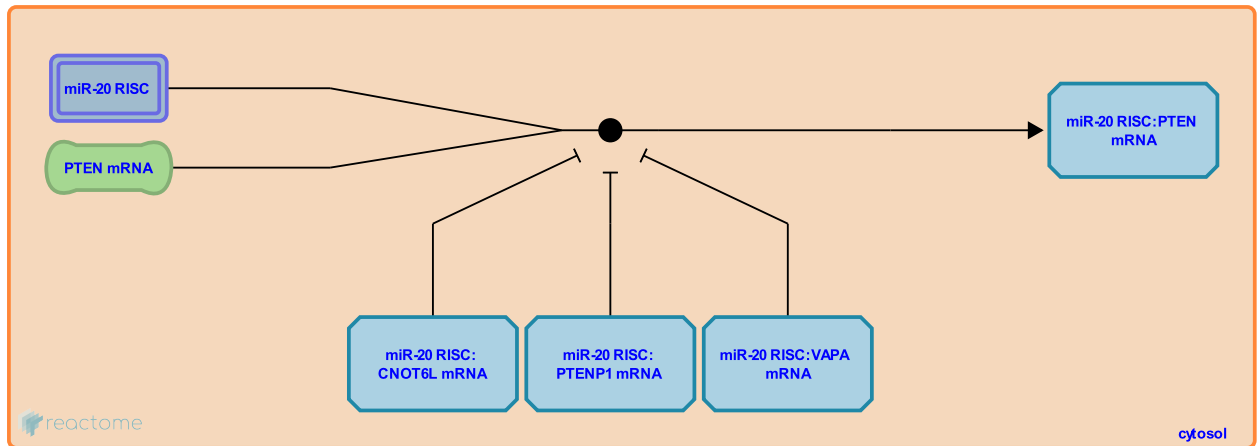 miR-20 RISC
PTEN mRNA
miR-20 RISC:PTEN
mRNA
miR-20 RISC:
CNOT6L mRNA
miR-20 RISC:
PTENP1 mRNA
miR-20 RISC:VAPA
mRNA
reactome
cytosol